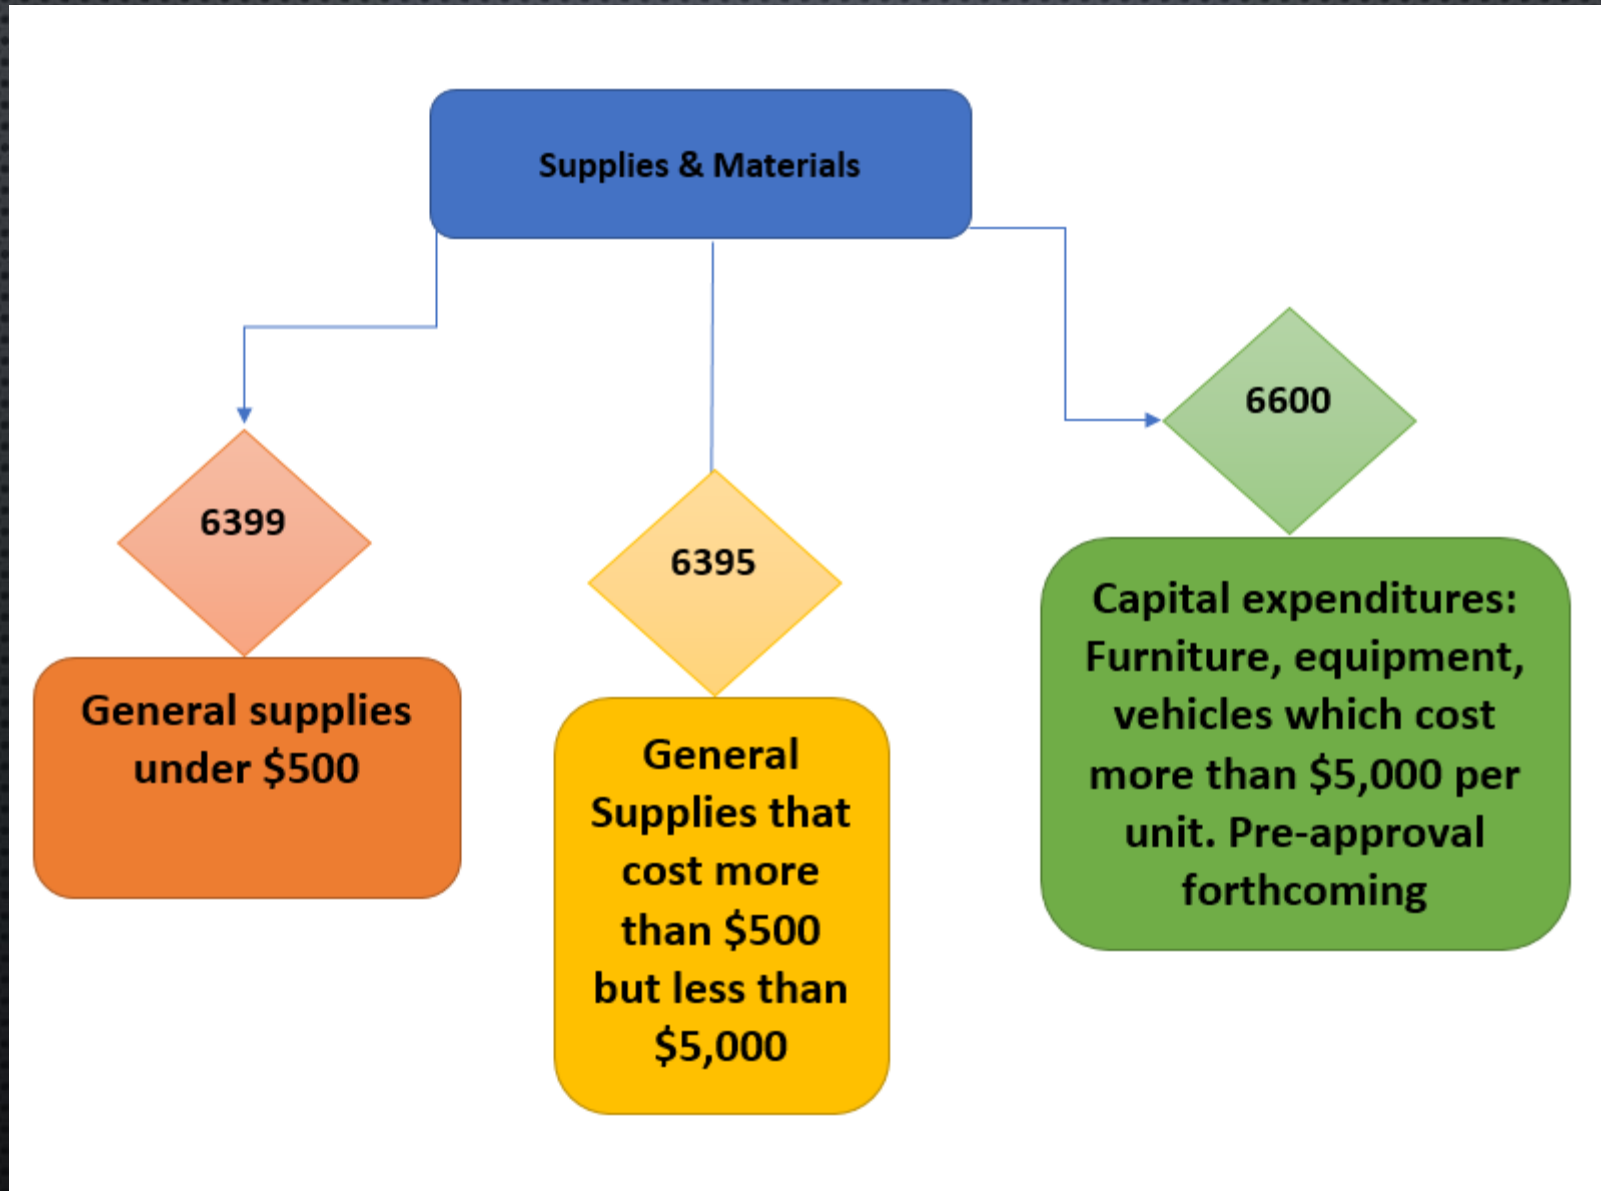 Supplies & Materials
6399
General supplies
under $500
6395
General
Supplies that
cost more
than $500
but less than
$5,000
6600
Capital expenditures:
Furniture, equipment,
vehicles which cost
more than $5,000 per
unit. Pre-approval
forthcoming